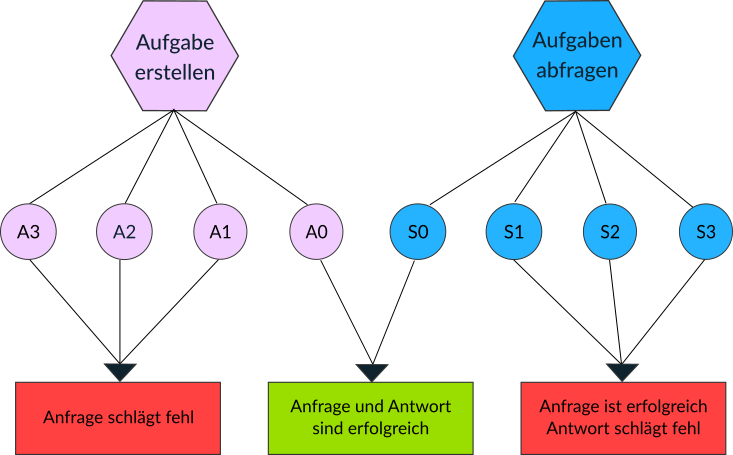 Aufgabe
erstellen
Aufgaben
abfragen
A3
A2
A1
A0
S0
S1
S2
S3
Anfrage schlägt fehl
Anfrage und Antwort
sind erfolgreich
Anfrage ist erfolgreich
Antwort schlägt fehl